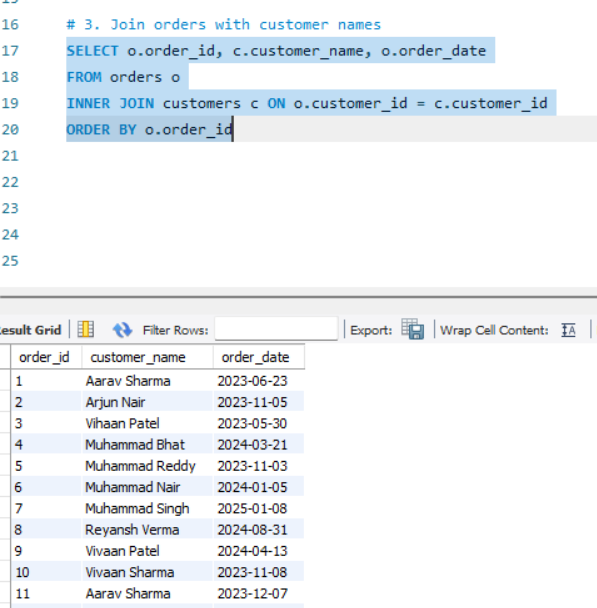 16 # 3. Join orders with customer names
17 SELECT o.order_id, c.customer_name, o.order_date
18 FROM orders o
19 INNER JOIN customers c ON o.customer_id = c.customer_id
20 ORDER BY o.order_id
21
22
23
24
25
esult Grid Filter Rows: Export: Wrap Cell Content: IA
order_id customer_name order_date
1 Aarav Sharma 2023-06-23
2 Arjun Nair 2023-11-05
3 Vihaan Patel 2023-05-30
4 Muhammad Bhat 2024-03-21
5 Muhammad Reddy 2023-11-03
6 Muhammad Nair 2024-01-05
7 Muhammad Singh 2025-01-08
8 Reyansh Verma 2024-08-31
9 Vivaan Patel 2024-04-13
10 Vivaan Sharma 2023-11-08
11 Aarav Sharma 2023-12-07